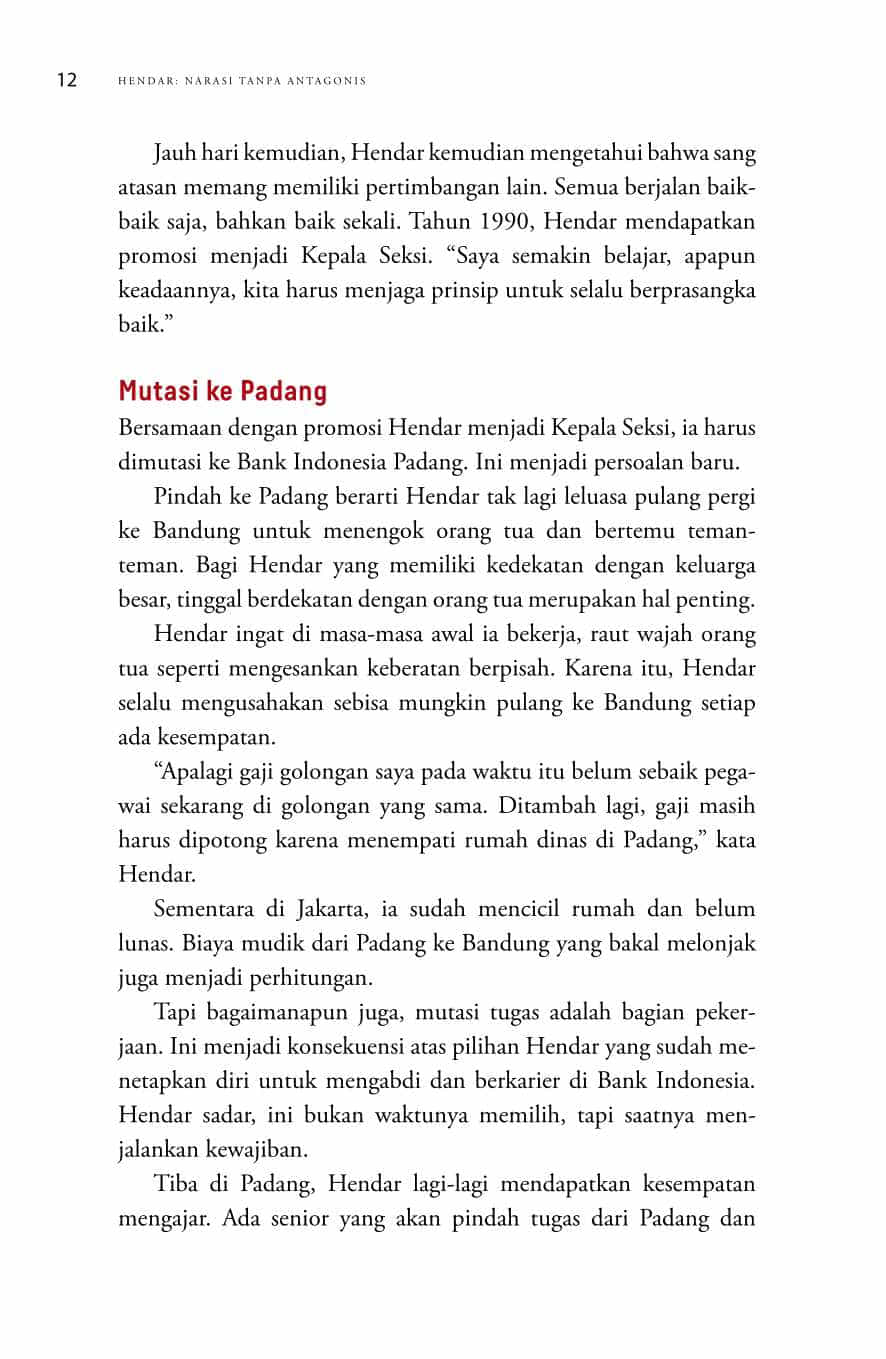 12 HENDAR: NARASI TANPA ANTAGONIS
Jauh hari kemudian, Hendar kemudian mengetahui bahwa sang
atasan memang memiliki pertimbangan lain. Semua berjalan baik-
baik saja, bahkan baik sekali. Tahun 1990, Hendar mendapatkan
promosi menjadi Kepala Seksi. “Saya semakin belajar, apapun
keadaannya, kita harus menjaga prinsip untuk selalu berprasangka
baik.”
Mutasi ke Padang
Bersamaan dengan promosi Hendar menjadi Kepala Seksi, ia harus
dimutasi ke Bank Indonesia Padang. Ini menjadi persoalan baru.
Pindah ke Padang berarti Hendar tak lagi leluasa pulang pergi
ke Bandung untuk menengok orang tua dan bertemu teman-
teman. Bagi Hendar yang memiliki kedekatan dengan keluarga
besar, tinggal berdekatan dengan orang tua merupakan hal penting.
Hendar ingat di masa-masa awal ia bekerja, raut wajah orang
tua seperti mengesankan keberatan berpisah. Karena itu, Hendar
selalu mengusahakan sebisa mungkin pulang ke Bandung setiap
ada kesempatan.
“Apalagi gaji golongan saya pada waktu itu belum sebaik pega-
wai sekarang di golongan yang sama. Ditambah lagi, gaji masih
harus dipotong karena menempati rumah dinas di Padang,” kata
Hendar.
Sementara di Jakarta, ia sudah mencicil rumah dan belum
lunas. Biaya mudik dari Padang ke Bandung yang bakal melonjak
juga menjadi perhitungan.
Tapi bagaimanapun juga, mutasi tugas adalah bagian peker-
jaan. Ini menjadi konsekuensi atas pilihan Hendar yang sudah me-
netapkan diri untuk mengabdi dan berkarier di Bank Indonesia.
Hendar sadar, ini bukan waktunya memilih, tapi saatnya men-
jalankan kewajiban.
Tiba di Padang, Hendar lagi-lagi mendapatkan kesempatan
mengajar. Ada senior yang akan pindah tugas dari Padang dan